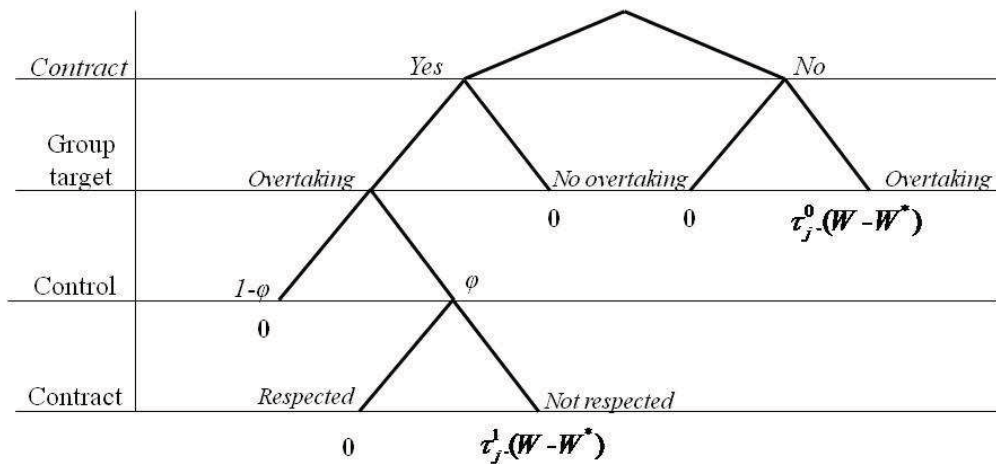 Contract Yes No
Group
target
Overtaking No overtaking Overtaking
0 0 τ⁰ⱼ-(W -W*)
Control 1-φ φ
0
Contract Respected Not respected
0 τ¹ⱼ-(W -W*)